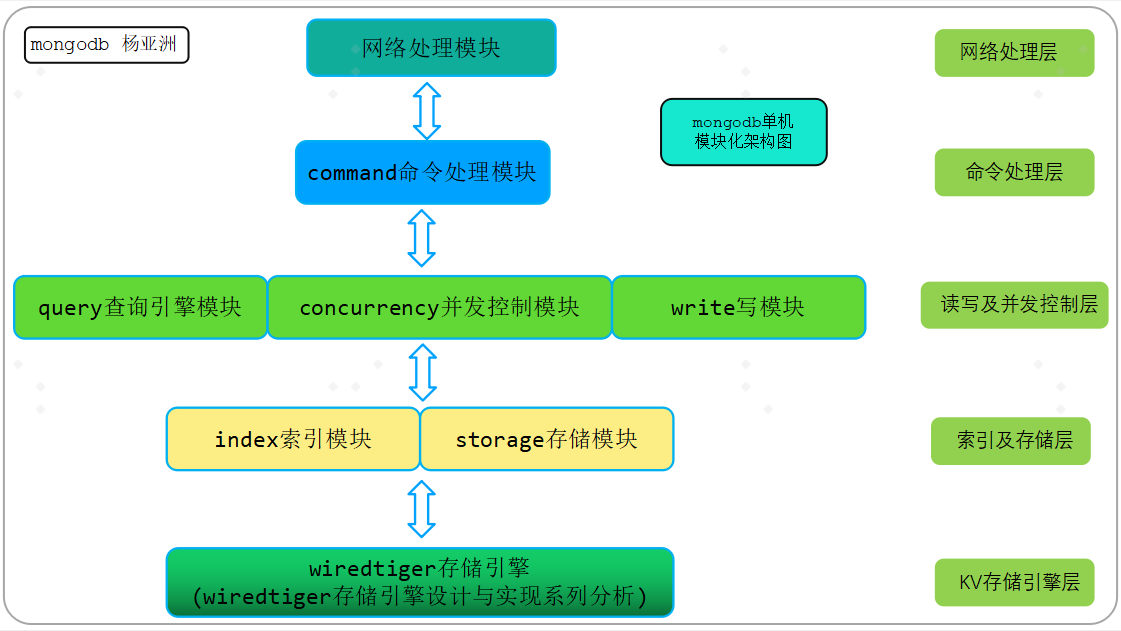 mongodb 杨亚洲
网络处理模块
网络处理层
mongodb单机
模块化架构图
command命令处理模块
命令处理层
query查询引擎模块
concurrency并发控制模块
write写模块
读写及并发控制层
index索引模块
storage存储模块
索引及存储层
wiredtiger存储引擎
(wiredtiger存储引擎设计与实现系列分析)
KV存储引擎层